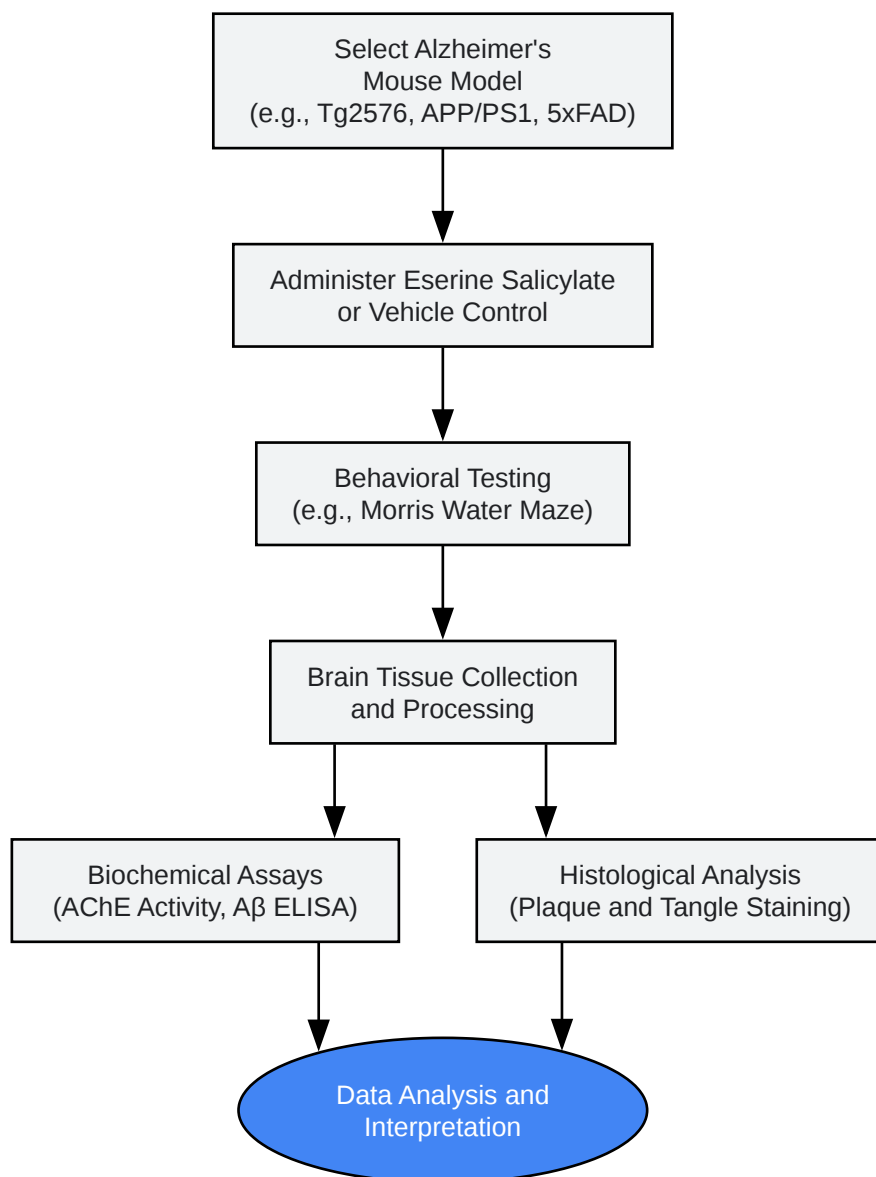 Select Alzheimer's
Mouse Model
(e.g., Tg2576, APP/PS1, 5xFAD)
Administer Eserine Salicylate
or Vehicle Control
Behavioral Testing
(e.g., Morris Water Maze)
Brain Tissue Collection
and Processing
Biochemical Assays
(AChE Activity, Aβ ELISA)
Histological Analysis
(Plaque and Tangle Staining)
Data Analysis and
Interpretation